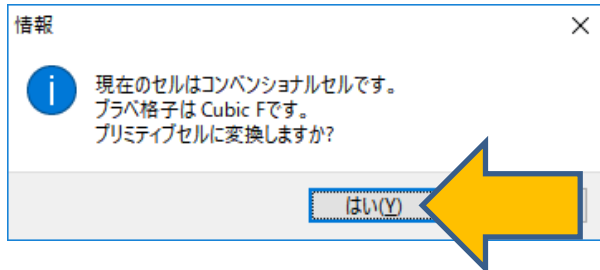 情報
現在のセルはコンベンショナルセルです。
ブラベ格子は Cubic Fです。
プリミティブセルに変換しますか?
はい(Y)